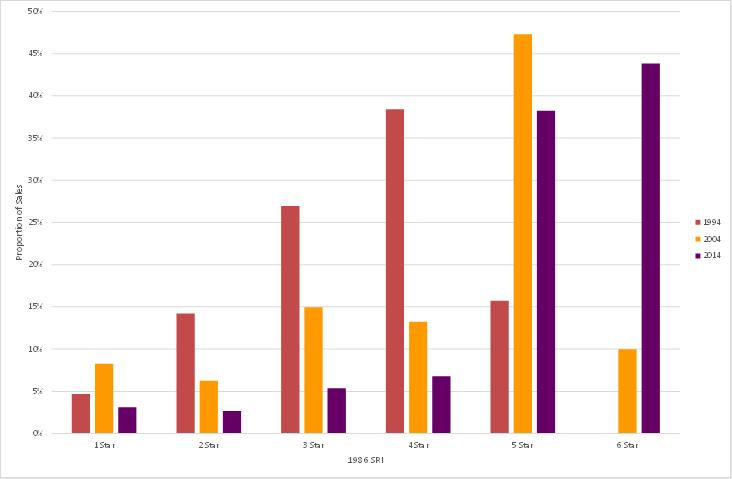 50%
45%
40%
35%
30%
25%
20%
15%
10%
5%
0%
Proportion of Sales
1 Star
2 Star
3 Star
4 Star
5 Star
6 Star
1986 SRI
1994
2004
2014